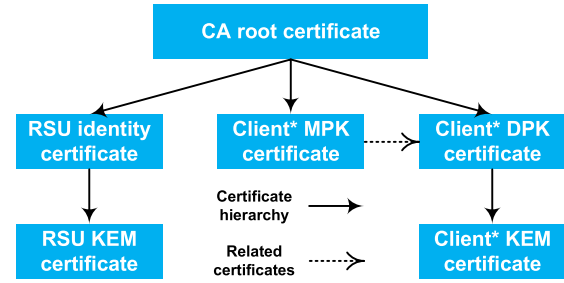 CA root certificate
RSU identity
certificate
Client* MPK
certificate
Client* DPK
certificate
Certificate
hierarchy
RSU KEM
certificate
Related
certificates
Client* KEM
certificate